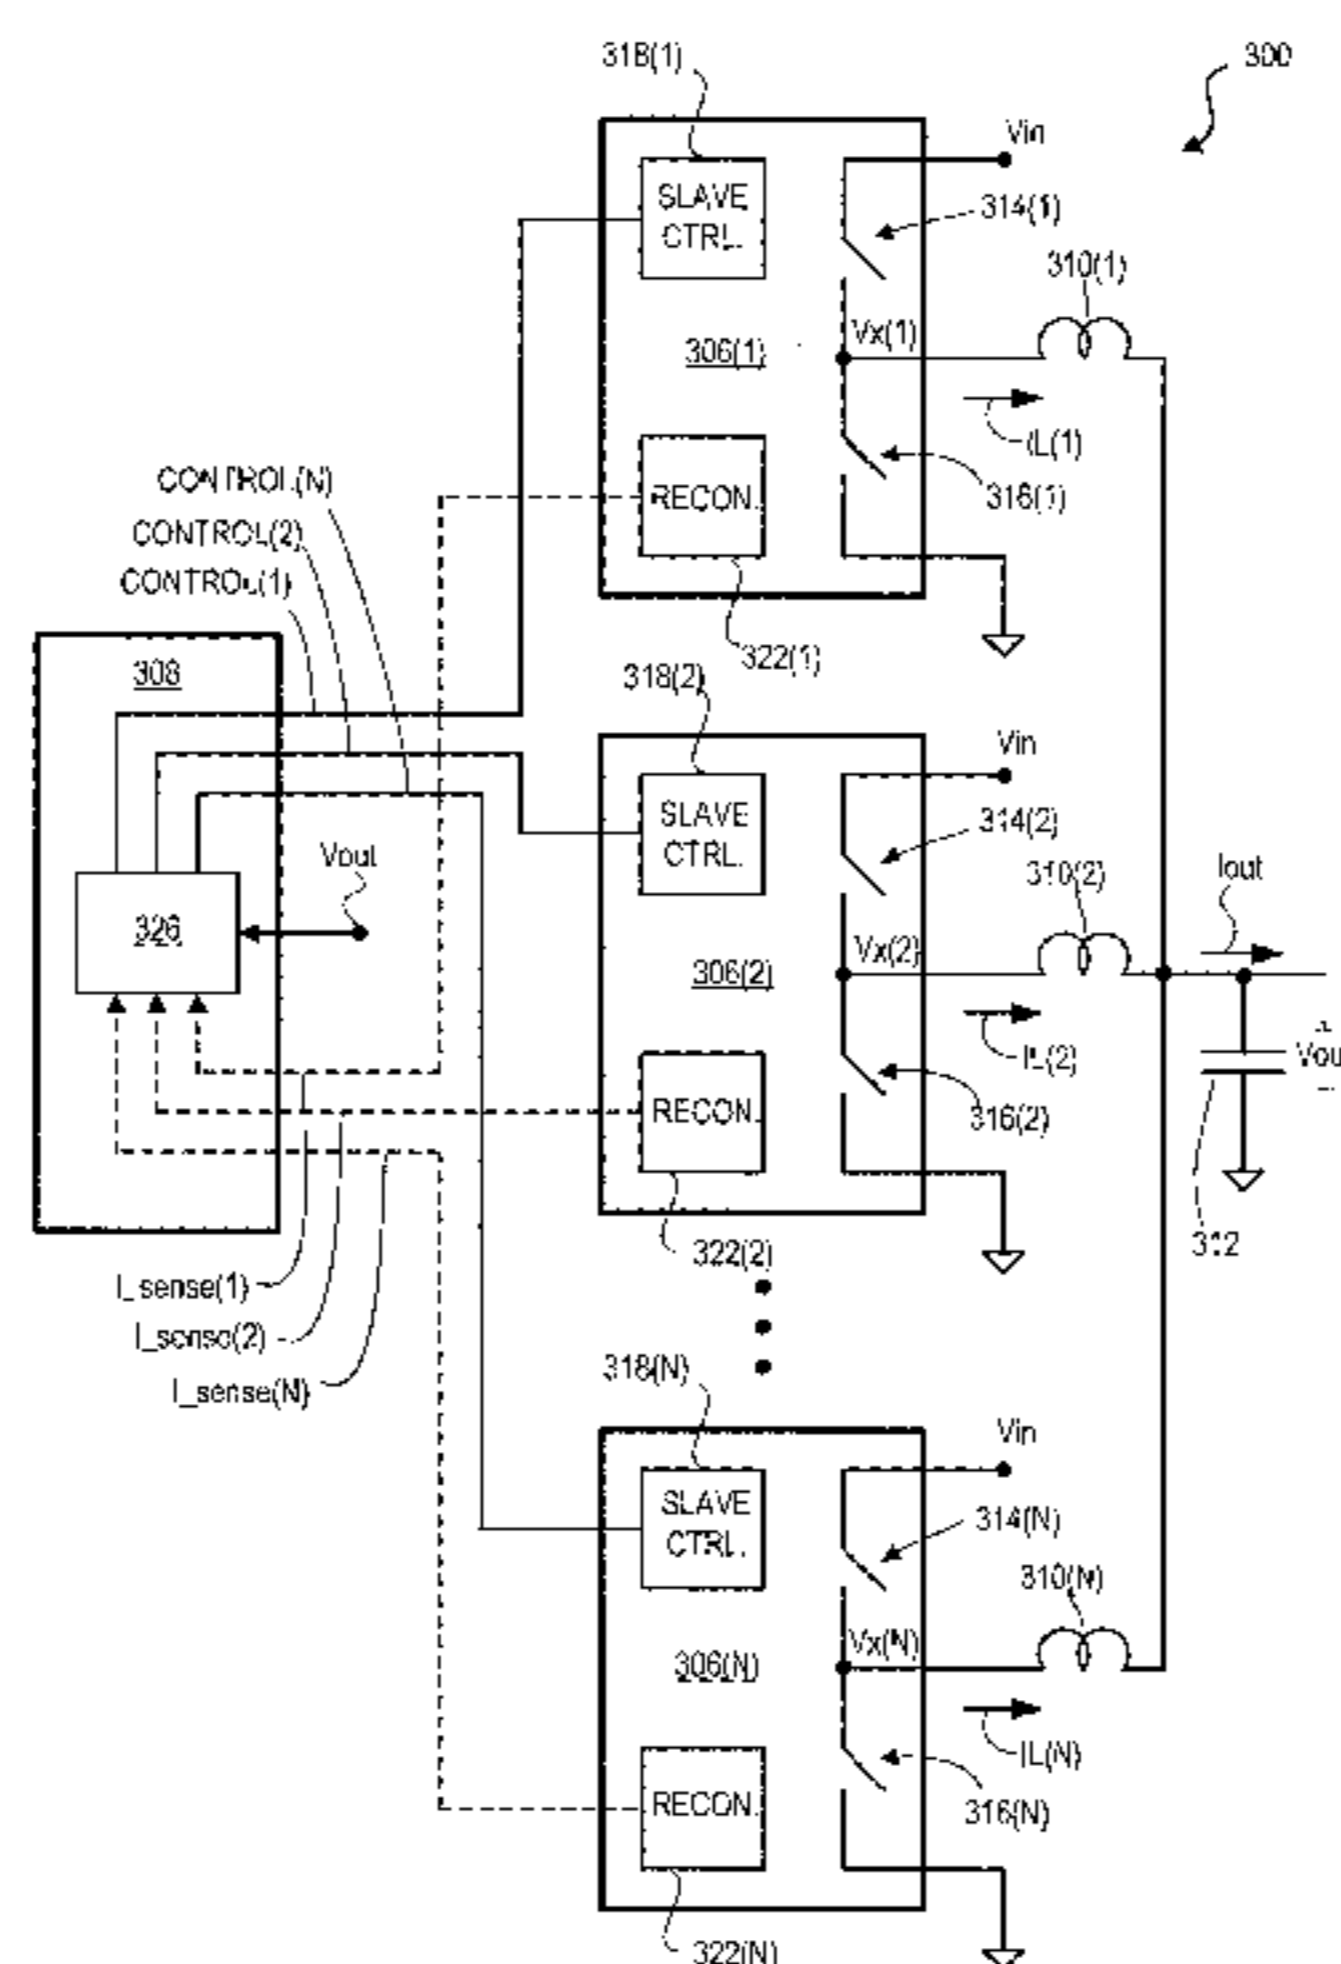 318(1)
300
Vin
SLAVE
CTRL.
314(1)
310(1)
Vx(1)
306(1)
IL(1)
CONTROL(N)
RECON.
316(1)
CONTROL(2)
CONTROL(1)
322(1)
308
318(2)
Vin
SLAVE
CTRL.
314(2)
Vout
310(2)
Iout
326
Vx(2)
306(2)
Vou
IL(2)
RECON.
316(2)
312
322(2)
I_sense(1)
I_sense(2)
I_sense(N)
318(N)
Vin
SLAVE
CTRL.
314(N)
310(N)
Vx(N)
306(N)
IL(N)
RECON.
316(N)
322(N)